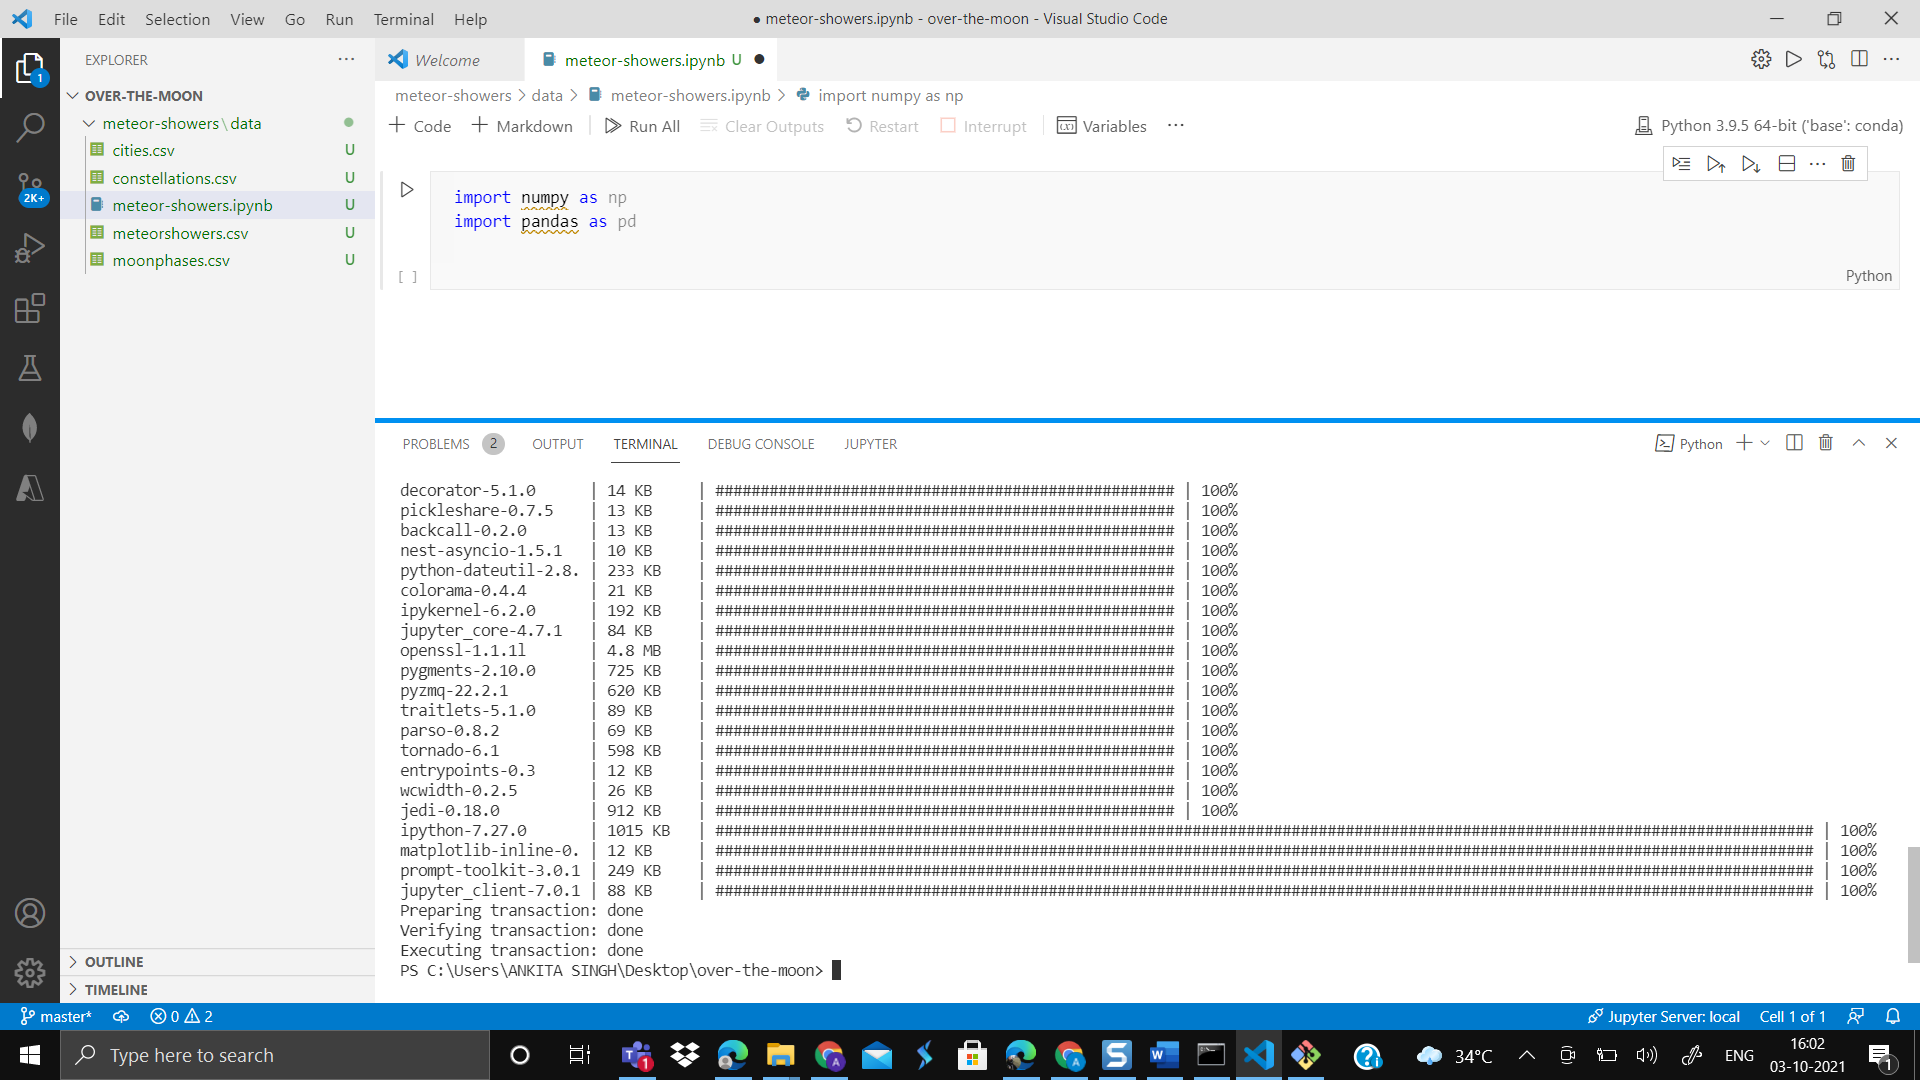 File Edit Selection View Go Run Terminal Help
● meteor-showers.ipynb - over-the-moon - Visual Studio Code
EXPLORER
Welcome
meteor-showers.ipynb U ●
1
OVER-THE-MOON
meteor-showers > data > meteor-showers.ipynb > import numpy as np
meteor-showers\data
+ Code + Markdown Run All Clear Outputs Restart Interrupt Variables ...
Python 3.9.5 64-bit ('base': conda)
cities.csv U
constellations.csv U
2K+
meteor-showers.ipynb U
meteorshowers.csv U
moonphases.csv U
import numpy as np
import pandas as pd
[ ]
Python
PROBLEMS 2 OUTPUT TERMINAL DEBUG CONSOLE JUPYTER
Python
decorator-5.1.0 | 14 KB | ################################################### | 100%
pickleshare-0.7.5 | 13 KB | ################################################### | 100%
backcall-0.2.0 | 13 KB | ################################################### | 100%
nest-asyncio-1.5.1 | 10 KB | ################################################### | 100%
python-dateutil-2.8. | 233 KB | ################################################### | 100%
colorama-0.4.4 | 21 KB | ################################################### | 100%
ipykernel-6.2.0 | 192 KB | ################################################### | 100%
jupyter_core-4.7.1 | 84 KB | ################################################### | 100%
openssl-1.1.1l | 4.8 MB | ################################################### | 100%
pygments-2.10.0 | 725 KB | ################################################### | 100%
pyzmq-22.2.1 | 620 KB | ################################################### | 100%
traitlets-5.1.0 | 89 KB | ################################################### | 100%
parso-0.8.2 | 69 KB | ################################################### | 100%
tornado-6.1 | 598 KB | ################################################### | 100%
entrypoints-0.3 | 12 KB | ################################################### | 100%
wcwidth-0.2.5 | 26 KB | ################################################### | 100%
jedi-0.18.0 | 912 KB | ################################################### | 100%
ipython-7.27.0 | 1015 KB | ########################################################################################################################## | 100%
matplotlib-inline-0. | 12 KB | ########################################################################################################################## | 100%
prompt-toolkit-3.0.1 | 249 KB | ########################################################################################################################## | 100%
jupyter_client-7.0.1 | 88 KB | ########################################################################################################################## | 100%
Preparing transaction: done
Verifying transaction: done
Executing transaction: done
PS C:\Users\ANKITA SINGH\Desktop\over-the-moon>
OUTLINE
TIMELINE
master* 0 2
Jupyter Server: local Cell 1 of 1
Type here to search
1
34°C
ENG
16:02
03-10-2021
1